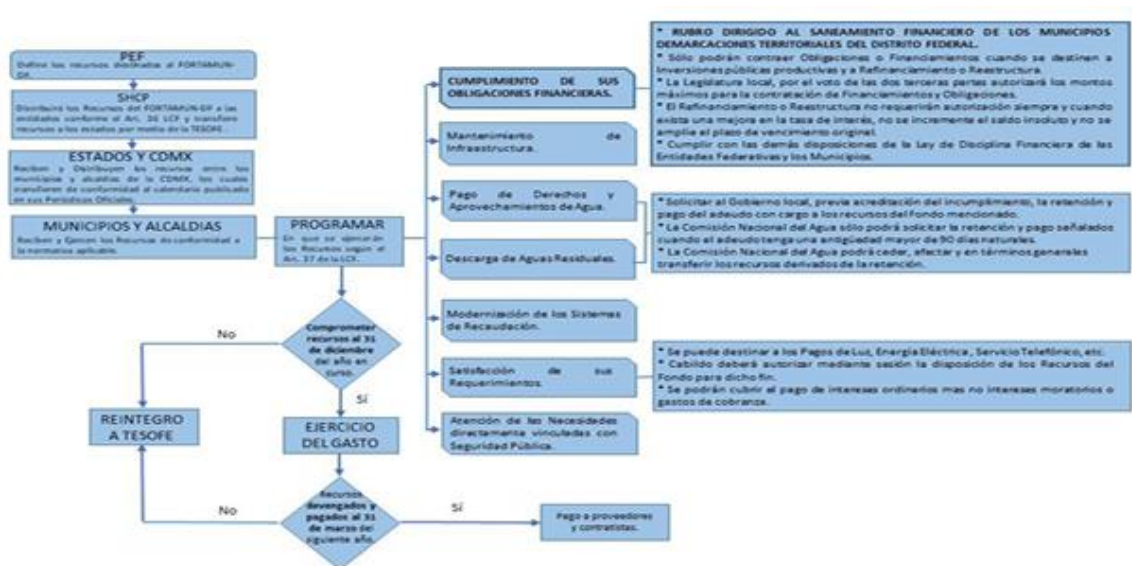 PEF
Define los recursos destinados al FORTAMUN-
DF.
SHCP
Distribuirá los Recursos del FORTAMUN-DF a las
entidades conforme el Art. 36 LCF y transfiere
recursos a los estados por medio de la TESOFE.
ESTADOS Y CDMX
Reciben y Distribuyen los recursos entre los
municipios y alcaldías de la CDMX, los cuales
transfieren de conformidad al calendario publicado
en sus Periódicos Oficiales.
MUNICIPIOS Y ALCALDIAS
Reciben y Ejercen los Recursos de conformidad a
la normativa aplicable.
PROGRAMAR
En que se ejercerán
los Recursos según el
Art. 37 de la LCF.
Comprometer
recursos al 31
de diciembre
del año en
curso.
No
Sí
REINTEGRO
A TESOFE
EJERCICIO
DEL GASTO
Recursos
devengados y
pagados al 31
de marzo del
siguiente año.
No
Sí
Pago a proveedores
y contratistas.
CUMPLIMIENTO DE SUS
OBLIGACIONES FINANCIERAS.
Mantenimiento de
Infraestructura.
Pago de Derechos y
Aprovechamientos de Agua.
Descarga de Aguas Residuales.
Modernización de los Sistemas
de Recaudación.
Satisfacción de sus
Requerimientos.
Atención de las Necesidades
directamente vinculadas con
Seguridad Pública.
* RUBRO DIRIGIDO AL SANEAMIENTO FINANCIERO DE LOS MUNICIPIOS
DEMARCACIONES TERRITORIALES DEL DISTRITO FEDERAL.
* Sólo podrán contraer Obligaciones o Financiamientos cuando se destinen a
Inversiones públicas productivas y a Refinanciamiento o Reestructura.
* La Legislatura local, por el voto de las dos terceras partes autorizará los montos
máximos para la contratación de Financiamientos y Obligaciones.
* El Refinanciamiento o Reestructura no requerirán autorización siempre y cuando
exista una mejora en la tasa de interés, no se incremente el saldo insoluto y no se
amplíe el plazo de vencimiento original.
* Cumplir con las demás disposiciones de la Ley de Disciplina Financiera de las
Entidades Federativas y los Municipios.
* Solicitar al Gobierno local, previa acreditación del incumplimiento, la retención y
pago del adeudo con cargo a los recursos del Fondo mencionado.
* La Comisión Nacional del Agua sólo podrá solicitar la retención y pago señalados
cuando el adeudo tenga una antigüedad mayor de 90 días naturales.
* La Comisión Nacional del Agua podrá ceder, afectar y en términos generales
transferir los recursos derivados de la retención.
* Se puede destinar a los Pagos de Luz, Energía Eléctrica, Servicio Telefónico, etc.
* Cabildo deberá autorizar mediante sesión la disposición de los Recursos del
Fondo para dicho fin.
* Se podrán cubrir el pago de intereses ordinarios mas no intereses moratorios o
gastos de cobranza.